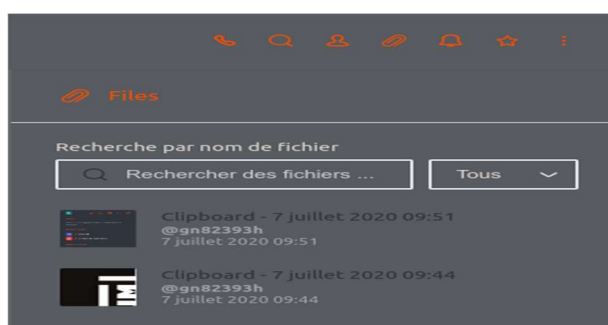 Files
Recherche par nom de fichier
Rechercher des fichiers ...
Tous
Clipboard - 7 juillet 2020 09:51
@gn82393h
7 juillet 2020 09:51
Clipboard - 7 juillet 2020 09:44
@gn82393h
7 juillet 2020 09:44